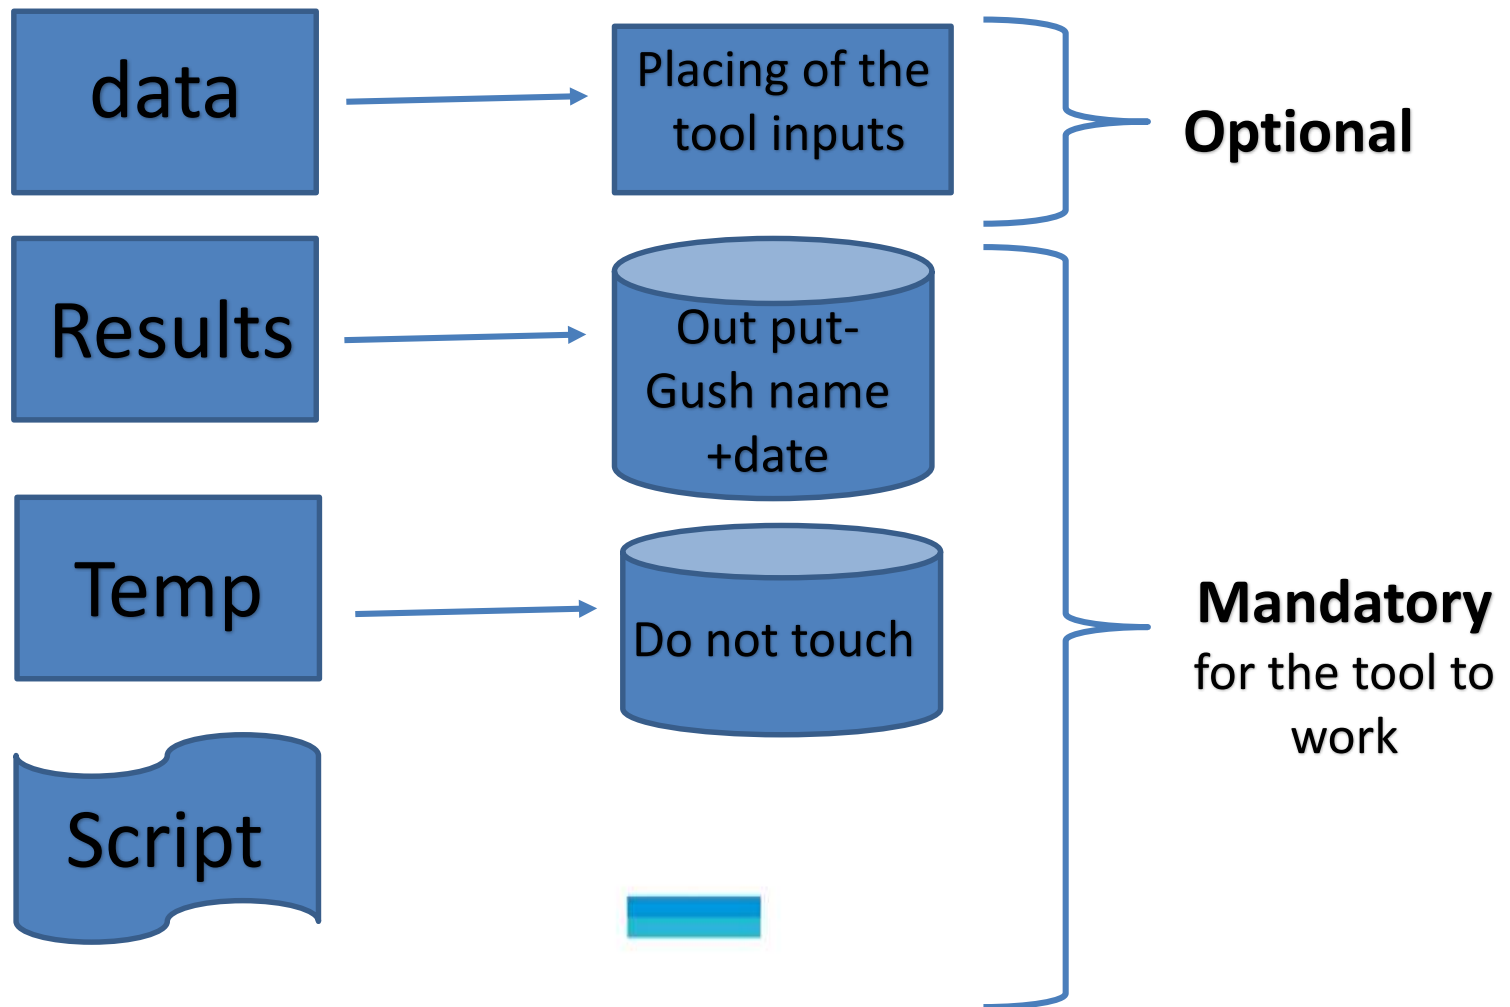 data
Placing of the
tool inputs
Optional
Results
Out put-
Gush name
+date
Temp
Do not touch
Mandatory
for the tool to
work
Script